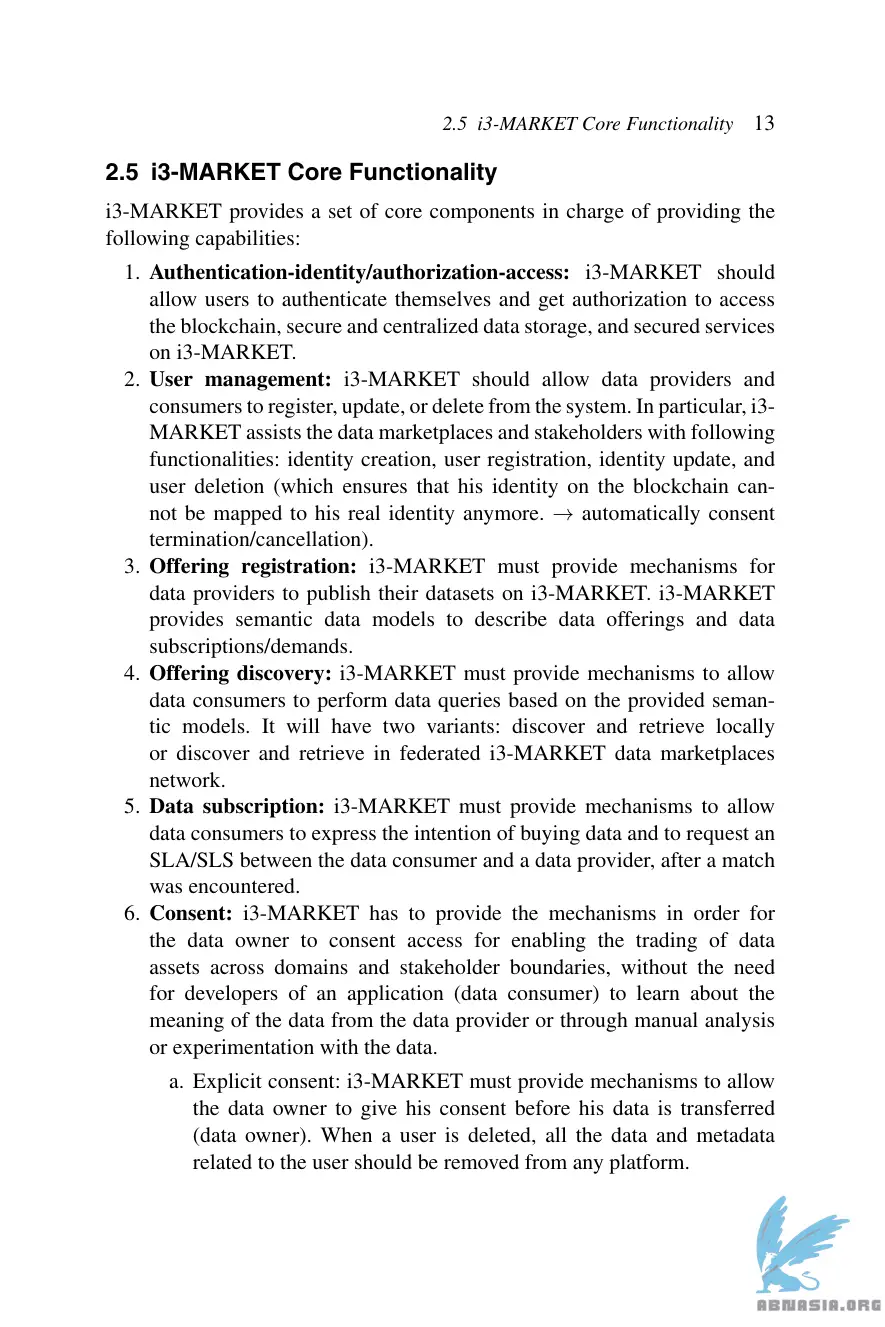 2.5 i3-MARKET Core Functionality 13
2.5 i3-MARKET Core Functionality
i3-MARKET provides a set of core components in charge of providing the
following capabilities:
1. Authentication-identity/authorization-access: i3-MARKET should
allow users to authenticate themselves and get authorization to access
the blockchain, secure and centralized data storage, and secured services
on i3-MARKET.
2. User management: i3-MARKET should allow data providers and
consumers to register, update, or delete from the system. In particular, i3-
MARKET assists the data marketplaces and stakeholders with following
functionalities: identity creation, user registration, identity update, and
user deletion (which ensures that his identity on the blockchain can-
not be mapped to his real identity anymore. → automatically consent
termination/cancellation).
3. Offering registration: i3-MARKET must provide mechanisms for
data providers to publish their datasets on i3-MARKET. i3-MARKET
provides semantic data models to describe data offerings and data
subscriptions/demands.
4. Offering discovery: i3-MARKET must provide mechanisms to allow
data consumers to perform data queries based on the provided seman-
tic models. It will have two variants: discover and retrieve locally
or discover and retrieve in federated i3-MARKET data marketplaces
network.
5. Data subscription: i3-MARKET must provide mechanisms to allow
data consumers to express the intention of buying data and to request an
SLA/SLS between the data consumer and a data provider, after a match
was encountered.
6. Consent: i3-MARKET has to provide the mechanisms in order for
the data owner to consent access for enabling the trading of data
assets across domains and stakeholder boundaries, without the need
for developers of an application (data consumer) to learn about the
meaning of the data from the data provider or through manual analysis
or experimentation with the data.
a. Explicit consent: i3-MARKET must provide mechanisms to allow
the data owner to give his consent before his data is transferred
(data owner). When a user is deleted, all the data and metadata
related to the user should be removed from any platform.
ABNASIA.ORG